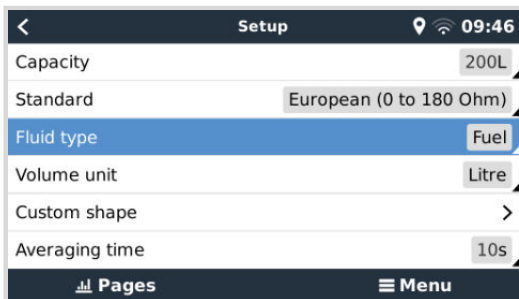 Setup 09:46
Capacity 200L
Standard European (0 to 180 Ohm)
Fluid type Fuel
Volume unit Litre
Custom shape
Averaging time 10s
Pages Menu